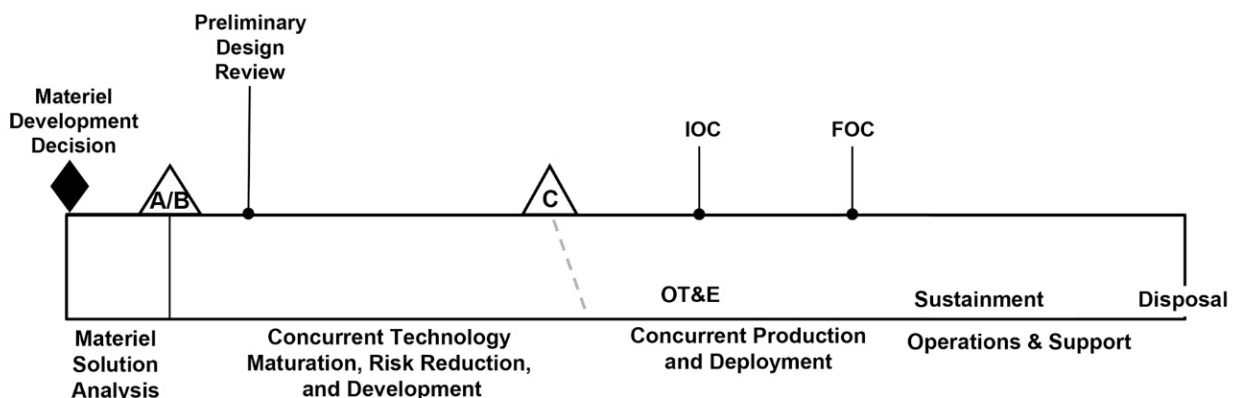 Preliminary
Design
Review
Materiel
Development
Decision
IOC
FOC
A/B
C
OT&E
Sustainment
Disposal
Materiel
Solution
Analysis
Concurrent Technology
Maturation, Risk Reduction,
and Development
Concurrent Production
and Deployment
Operations & Support